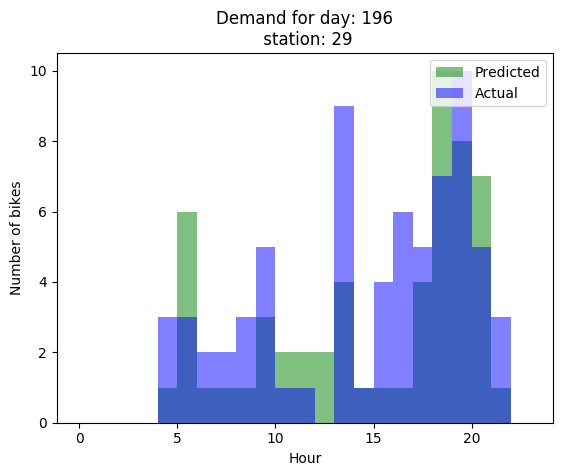 Demand for day: 196
station: 29
Predicted
Actual
Number of bikes
10
8
6
4
2
0
0 5 10 15 20
Hour